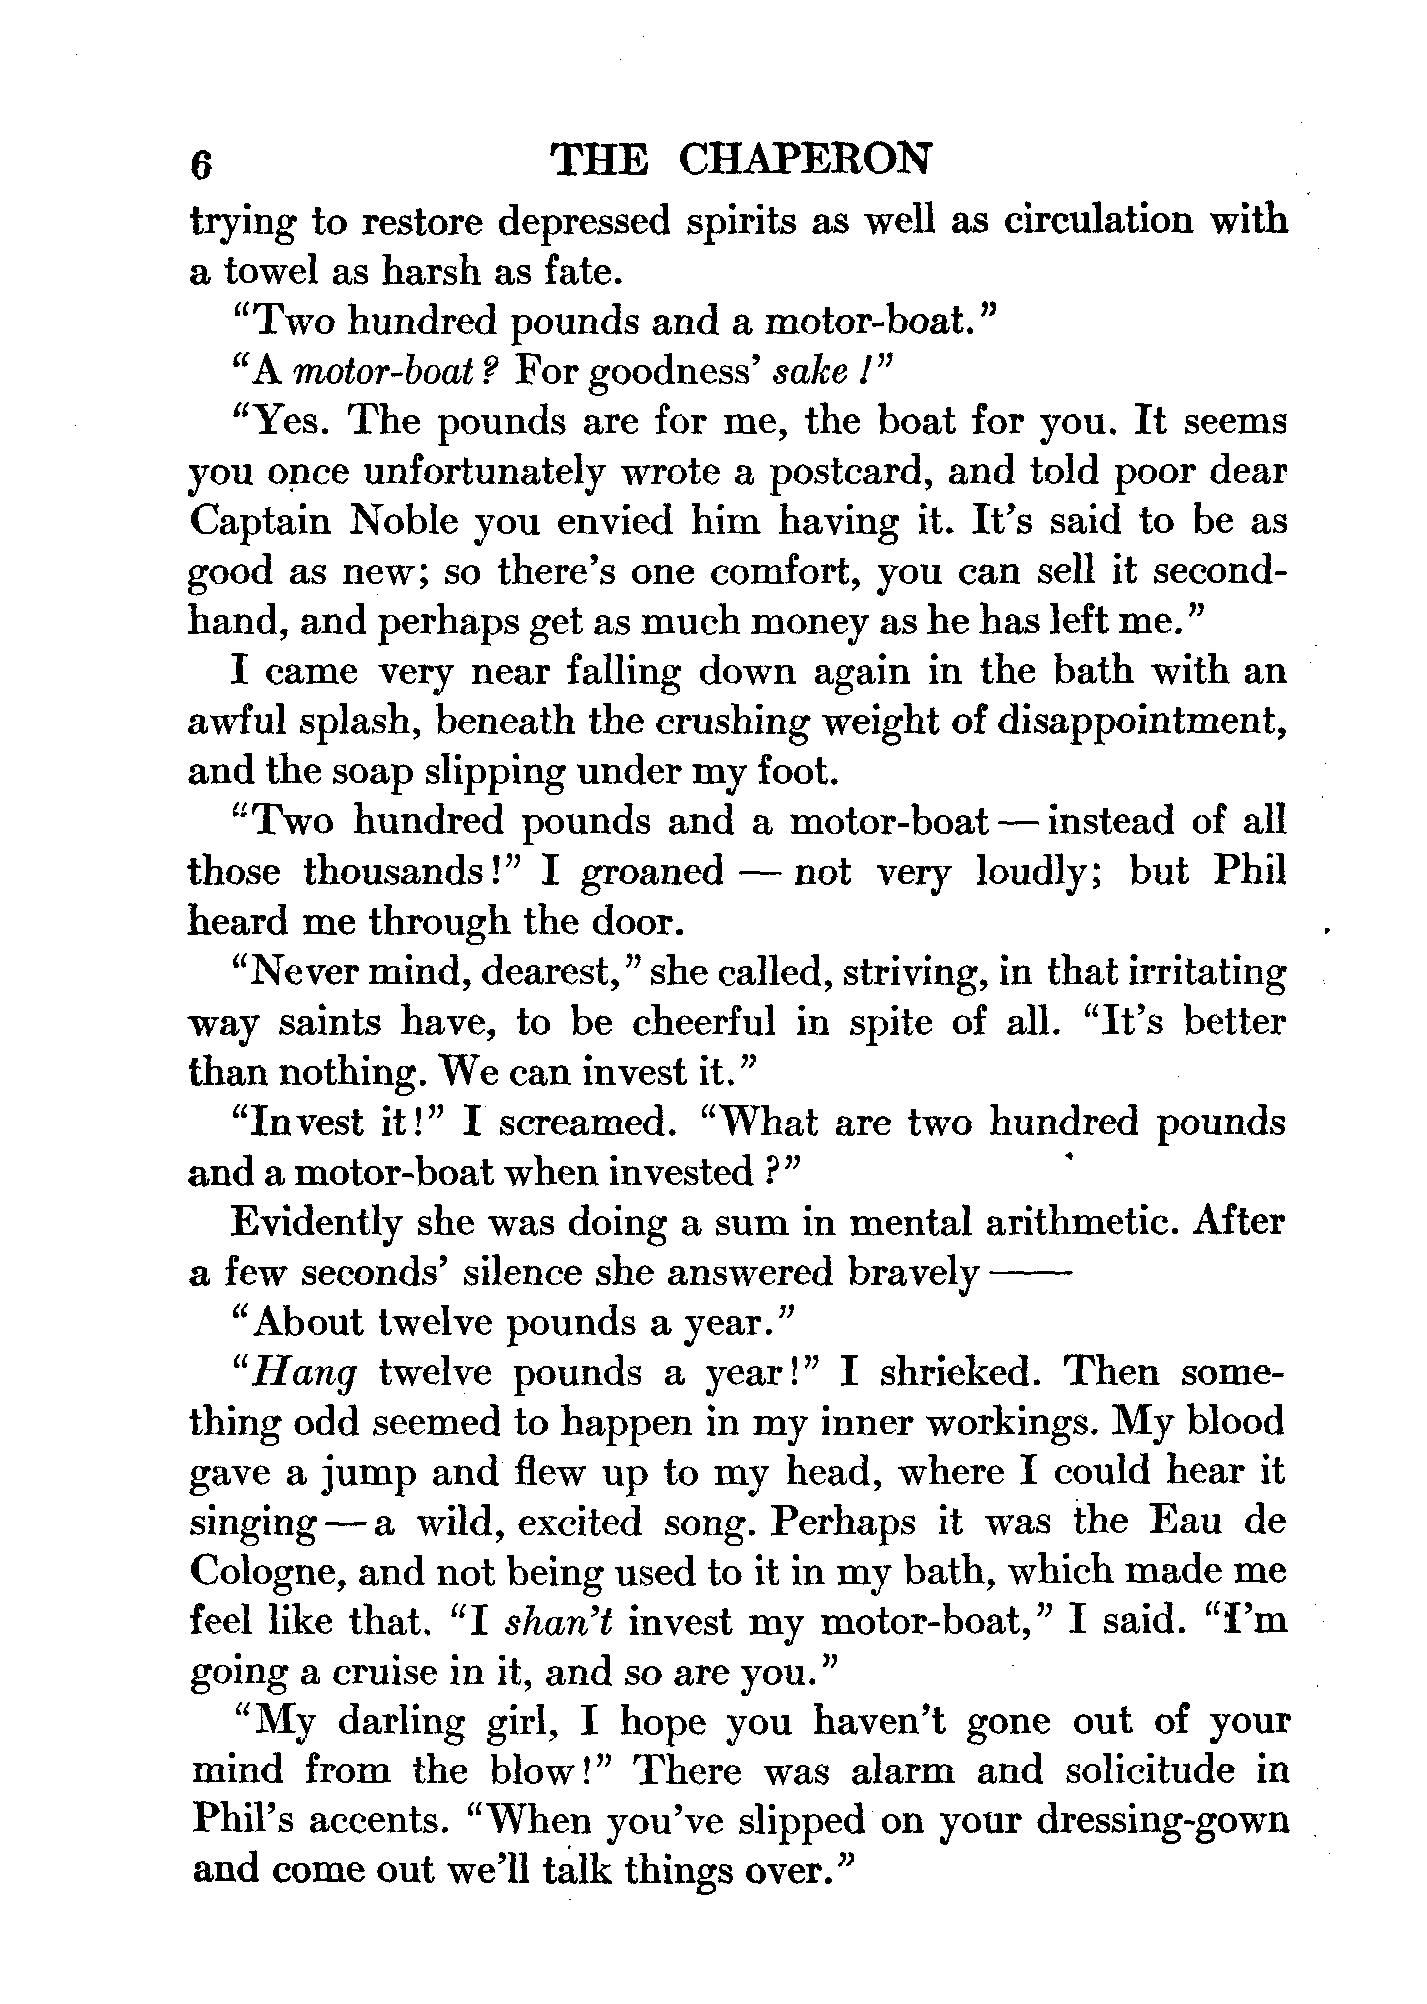 6 THE CHAPERON
trying to restore depressed spirits as well as circulation with
a towel as harsh as fate.
“Two hundred pounds and a motor-boat.”
“A motor-boat? For goodness’ sake!”
“Yes. The pounds are for me, the boat for you. It seems
you once unfortunately wrote a postcard, and told poor dear
Captain Noble you envied him having it. It’s said to be as
good as new; so there’s one comfort, you can sell it second-
hand, and perhaps get as much money as he has left me.”
I came very near falling down again in the bath with an
awful splash, beneath the crushing weight of disappointment,
and the soap slipping under my foot.
“Two hundred pounds and a motor-boat — instead of all
those thousands!” I groaned — not very loudly; but Phil
heard me through the door.
“Never mind, dearest,” she called, striving, in that irritating
way saints have, to be cheerful in spite of all. “It’s better
than nothing. We can invest it.”
“Invest it!” I screamed. “What are two hundred pounds
and a motor-boat when invested?”
Evidently she was doing a sum in mental arithmetic. After
a few seconds’ silence she answered bravely ——
“About twelve pounds a year.”
“Hang twelve pounds a year!” I shrieked. Then some-
thing odd seemed to happen in my inner workings. My blood
gave a jump and flew up to my head, where I could hear it
singing — a wild, excited song. Perhaps it was the Eau de
Cologne, and not being used to it in my bath, which made me
feel like that. “I shan’t invest my motor-boat,” I said. “I’m
going a cruise in it, and so are you.”
“My darling girl, I hope you haven’t gone out of your
mind from the blow!” There was alarm and solicitude in
Phil’s accents. “When you’ve slipped on your dressing-gown
and come out we’ll talk things over.”